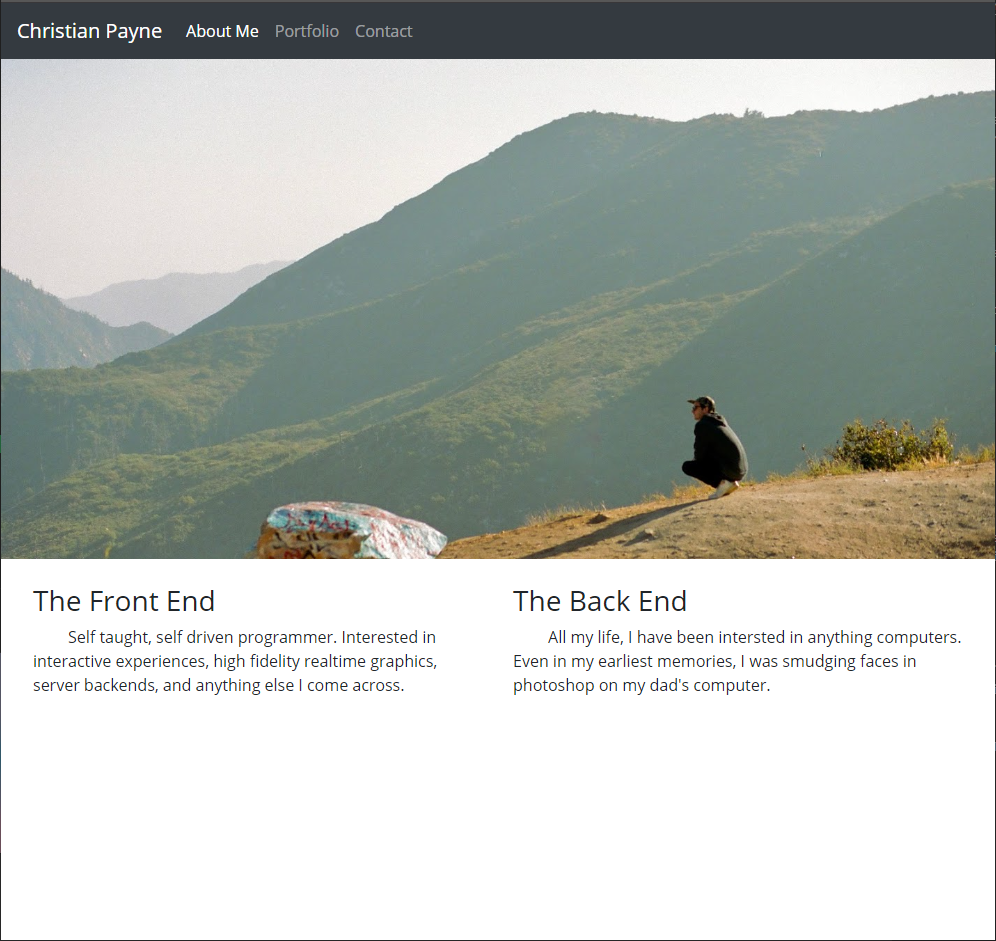 Christian Payne About Me Portfolio Contact
The Front End
Self taught, self driven programmer. Interested in
interactive experiences, high fidelity realtime graphics,
server backends, and anything else I come across.
The Back End
All my life, I have been intersted in anything computers.
Even in my earliest memories, I was smudging faces in
photoshop on my dad's computer.